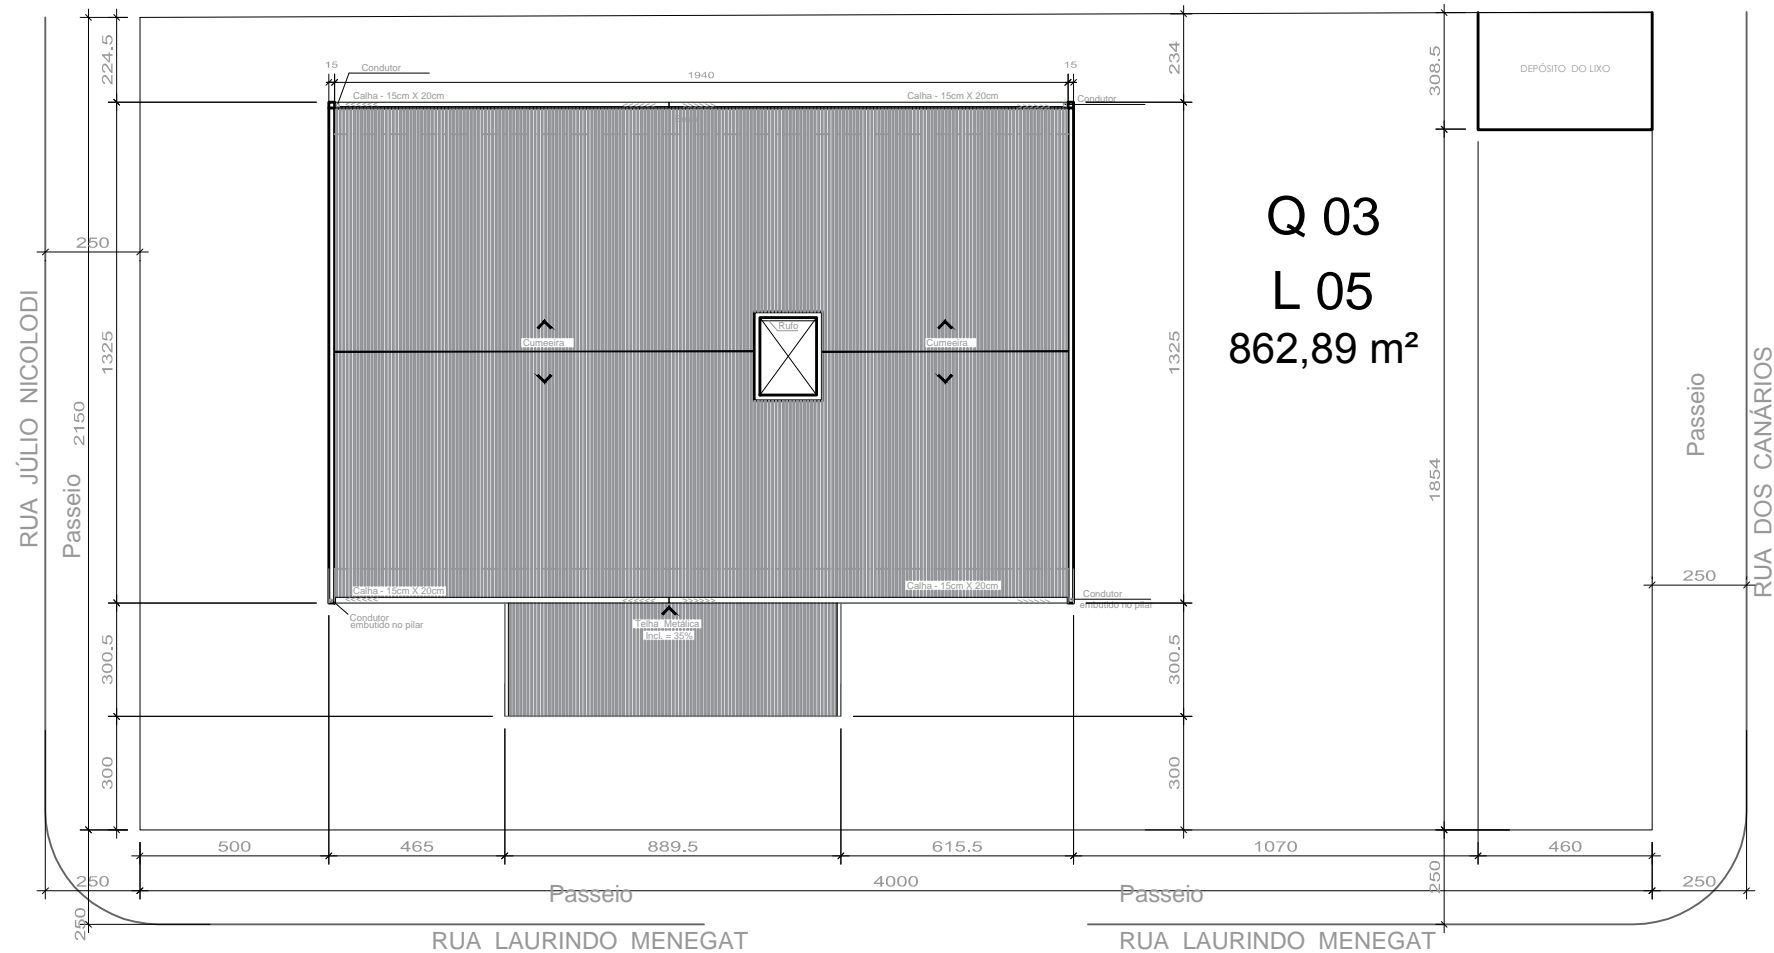 224.5
15
Condutor
1940
15
234
308.5
DEPÓSITO DO LIXO
Calha - 15cm X 20cm
Calha - 15cm X 20cm
Condutor
Q 03
L 05
862,89 m²
250
1325
2150
RUA JÚLIO NICOLODI
Passeio
Rufo
Cumeeira
Cumeeira
1325
1854
Passeio
RUA DOS CANÁRIOS
250
Calha - 15cm X 20cm
Calha - 15cm X 20cm
Condutor
embutido no pilar
Condutor
embutido no pilar
Telha Metálica
Incl. = 35%
300.5
300.5
300
300
500
465
889.5
615.5
1070
460
250
4000
250
250
250
Passeio
Passeio
RUA LAURINDO MENEGAT
RUA LAURINDO MENEGAT